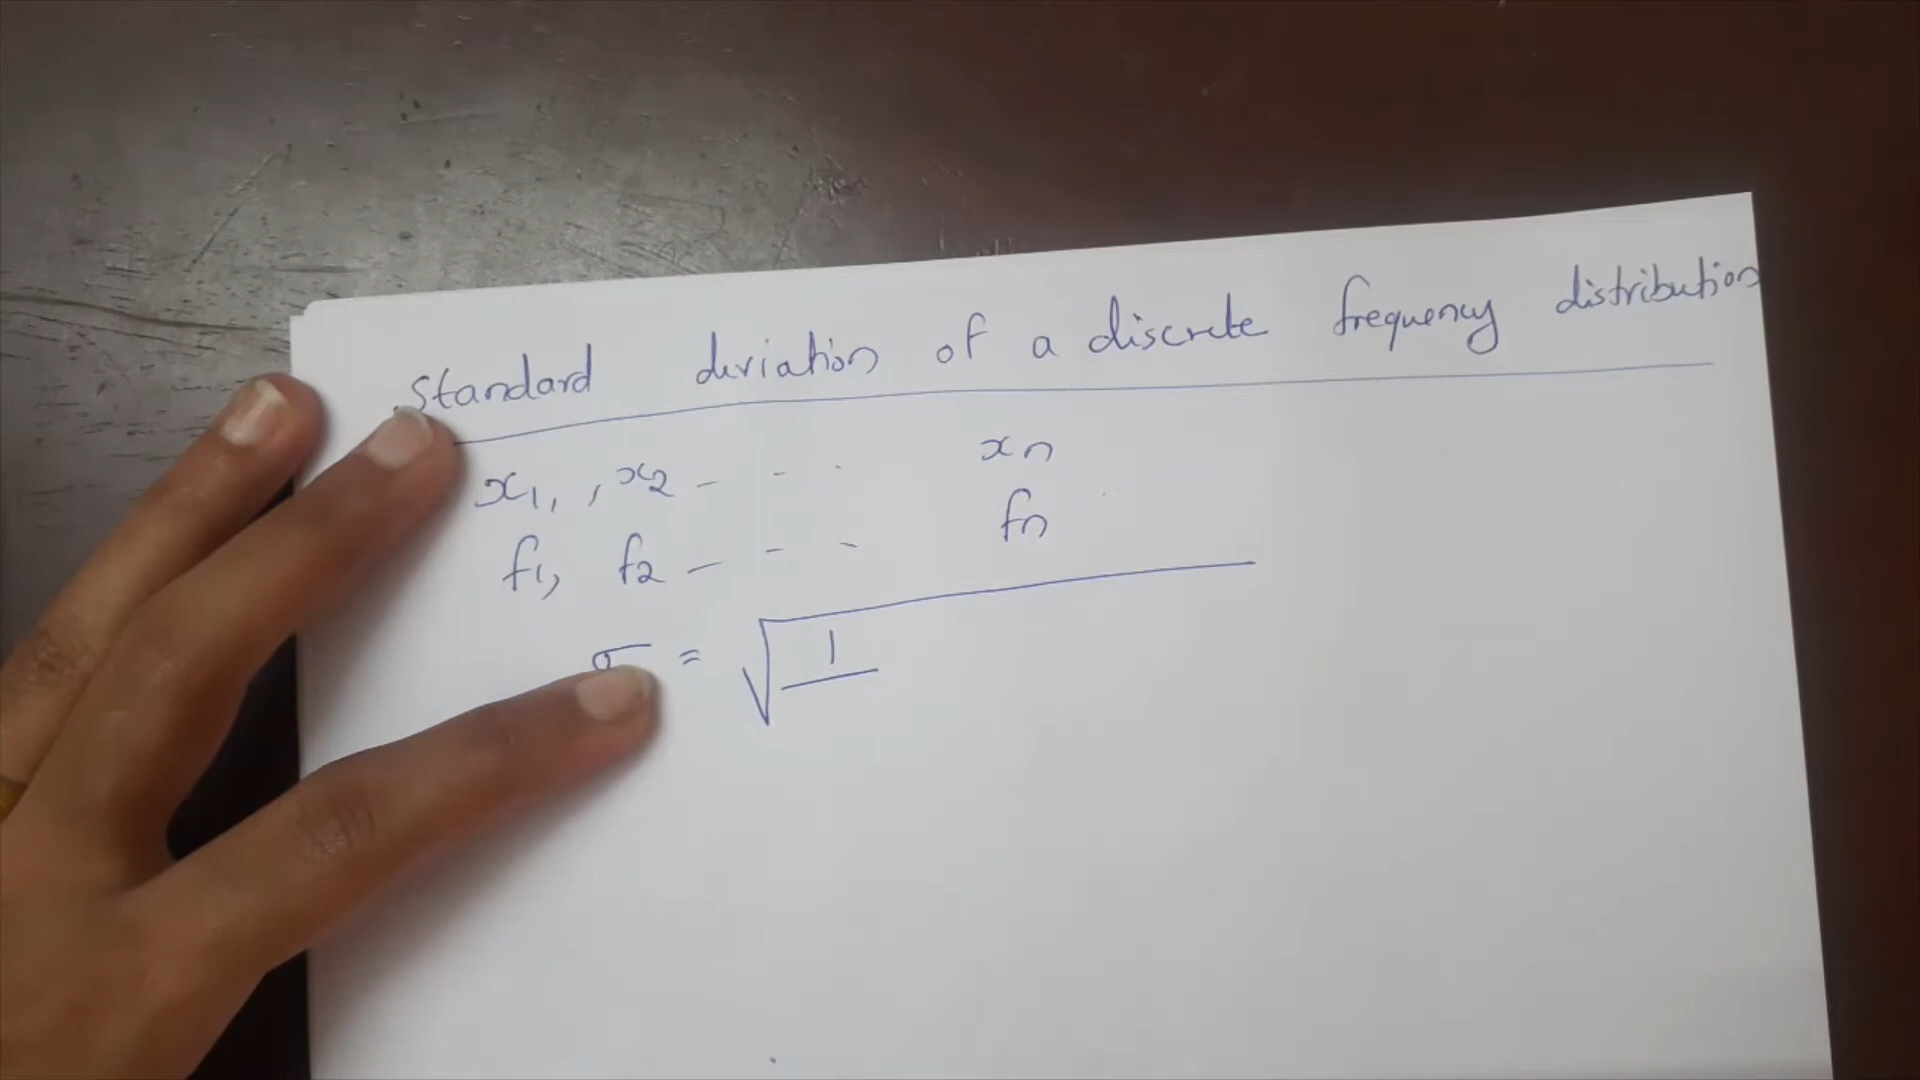 Standard deviation of a discrete frequency distribution
x1, , x2 - - - xn
f1, f2 - - - fn
σ = √ 1